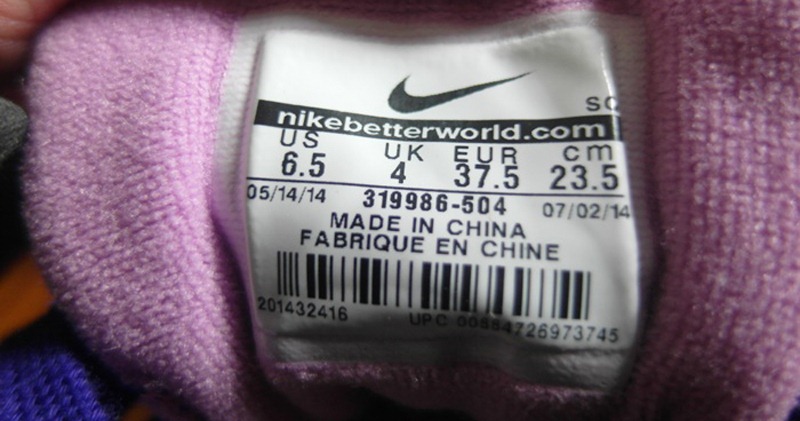 SC
nikebetterworld.com
US UK EUR cm
6.5 4 37.5 23.5
05/14/14 319986-504 07/02/14
MADE IN CHINA
FABRIQUE EN CHINE
201432416 UPC 00884726973745